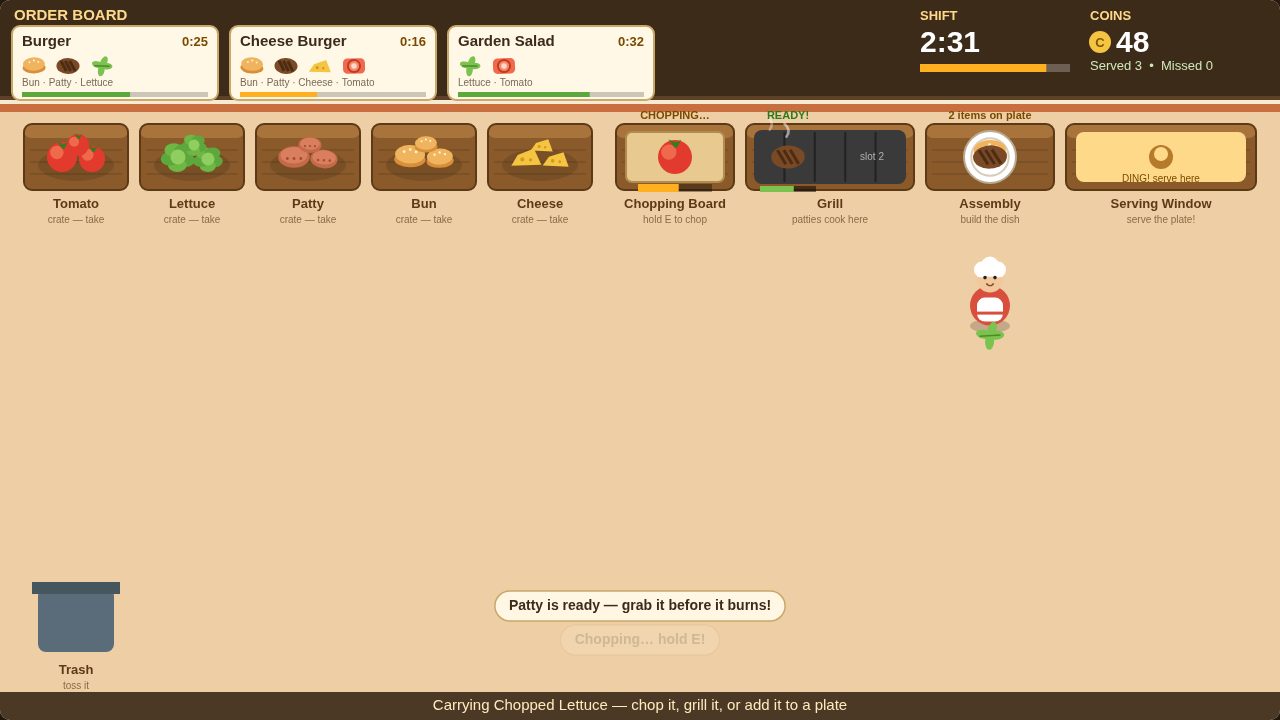 ORDER BOARD
Burger 0:25
Bun · Patty · Lettuce
Cheese Burger 0:16
Bun · Patty · Cheese · Tomato
Garden Salad 0:32
Lettuce · Tomato
SHIFT
2:31
COINS
C 48
Served 3 • Missed 0
CHOPPING…
READY!
2 items on plate
slot 2
DING! serve here
Tomato
crate — take
Lettuce
crate — take
Patty
crate — take
Bun
crate — take
Cheese
crate — take
Chopping Board
hold E to chop
Grill
patties cook here
Assembly
build the dish
Serving Window
serve the plate!
Patty is ready — grab it before it burns!
Chopping… hold E!
Trash
toss it
Carrying Chopped Lettuce — chop it, grill it, or add it to a plate